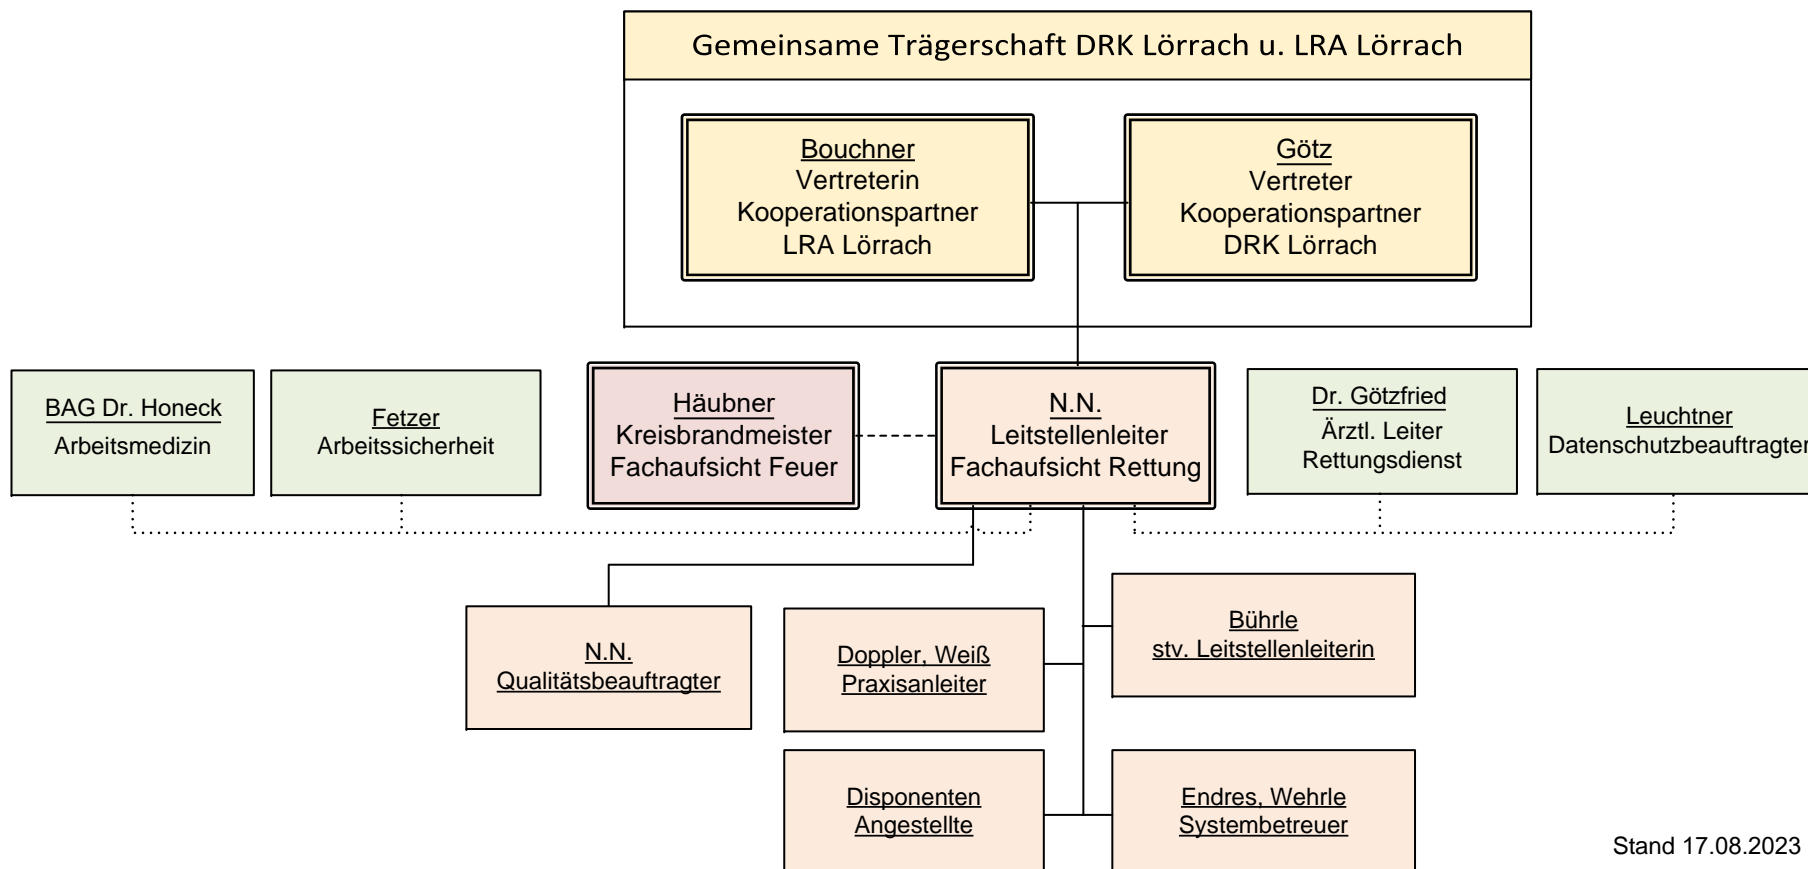 Gemeinsame Trägerschaft DRK Lörrach u. LRA Lörrach
Bouchner
Vertreterin
Kooperationspartner
LRA Lörrach
Götz
Vertreter
Kooperationspartner
DRK Lörrach
BAG Dr. Honeck
Arbeitsmedizin
Fetzer
Arbeitssicherheit
Häubner
Kreisbrandmeister
Fachaufsicht Feuer
N.N.
Leitstellenleiter
Fachaufsicht Rettung
Dr. Götzfried
Ärztl. Leiter
Rettungsdienst
Leuchtner
Datenschutzbeauftragter
N.N.
Qualitätsbeauftragter
Doppler, Weiß
Praxisanleiter
Bührle
stv. Leitstellenleiterin
Disponenten
Angestellte
Endres, Wehrle
Systembetreuer
Stand 17.08.2023